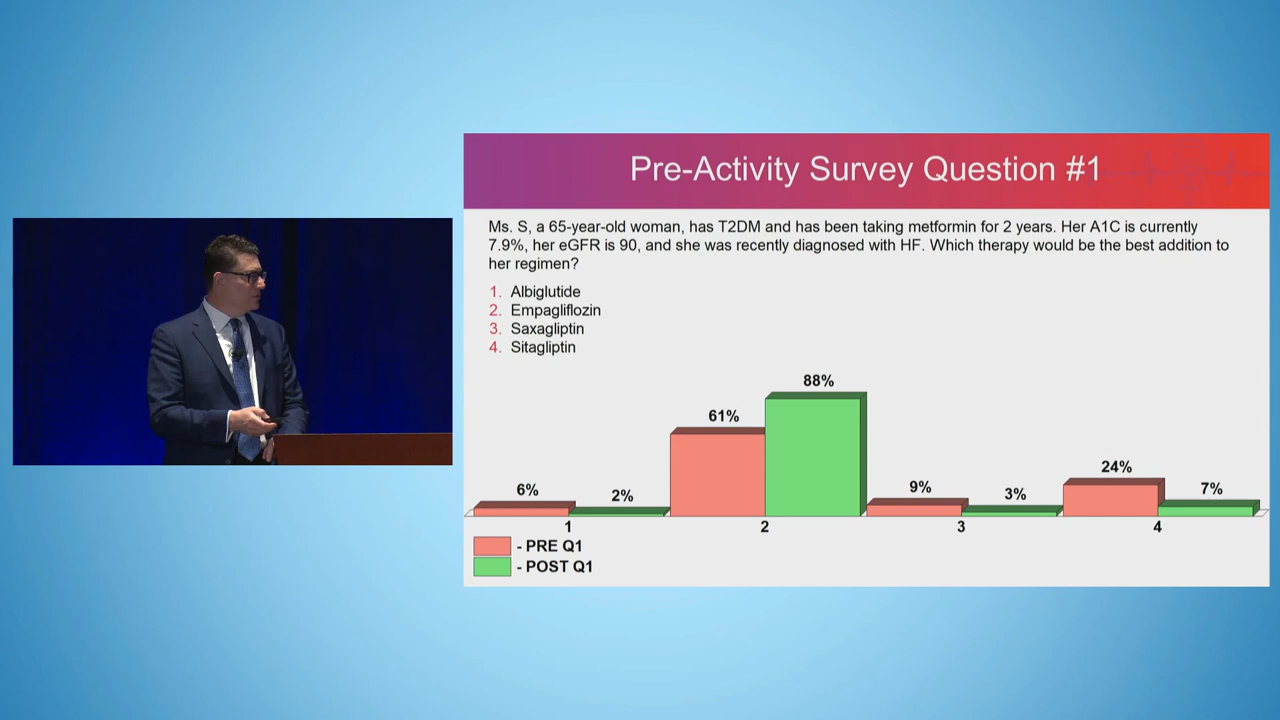 Pre-Activity Survey Question #1
Ms. S, a 65-year-old woman, has T2DM and has been taking metformin for 2 years. Her A1C is currently
7.9%, her eGFR is 90, and she was recently diagnosed with HF. Which therapy would be the best addition to
her regimen?
1. Albiglutide
2. Empagliflozin
3. Saxagliptin
4. Sitagliptin
6% 2% 61% 88% 9% 3% 24% 7%
1 2 3 4
- PRE Q1
- POST Q1